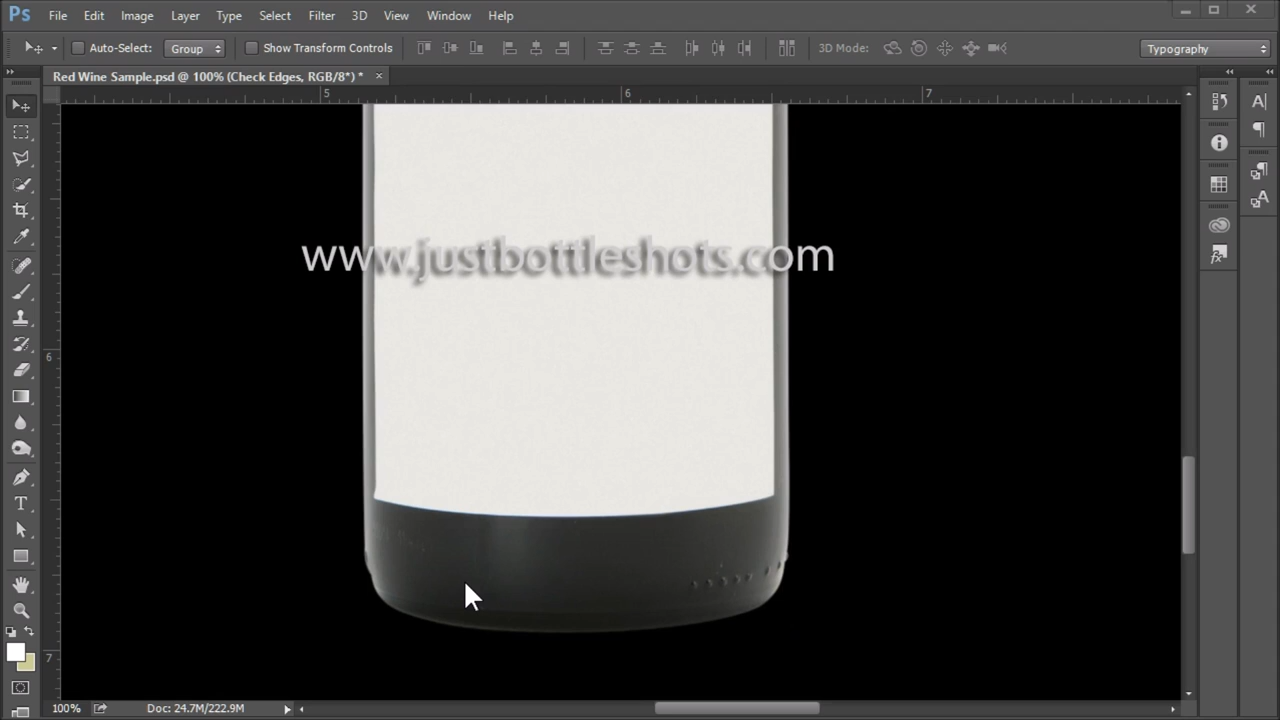 Ps File Edit Image Layer Type Select Filter 3D View Window Help
Auto-Select: Group Show Transform Controls 3D Mode: Typography
Red Wine Sample.psd @ 100% (Check Edges, RGB/8*) * ×
5 6 7
www.justbottleshots.com
6
7
100% Doc: 24.7M/222.9M